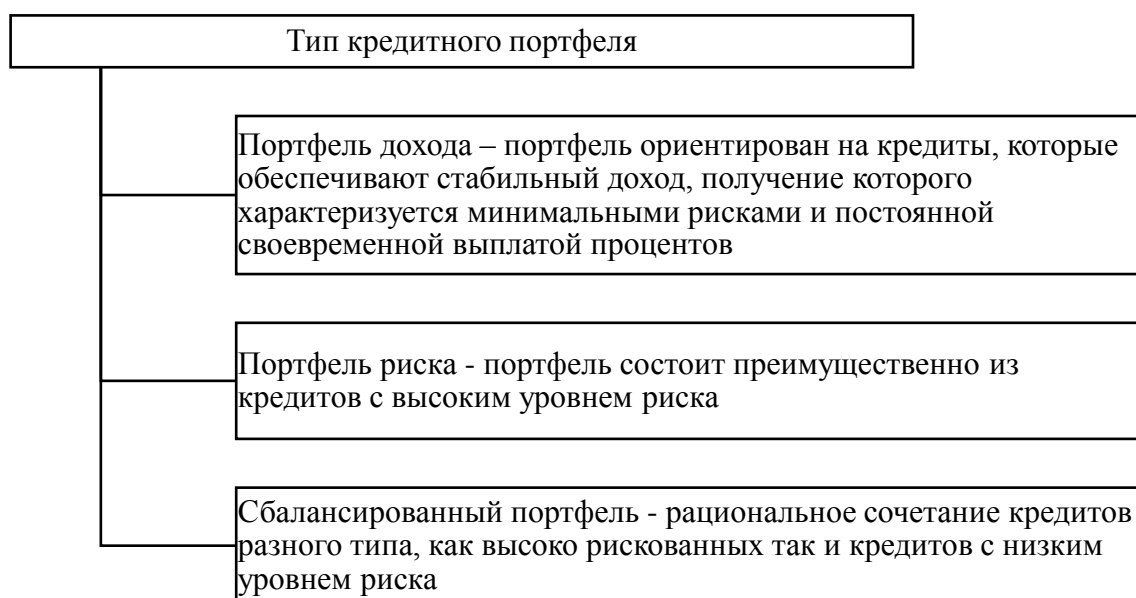 Тип кредитного портфеля
Портфель дохода – портфель ориентирован на кредиты, которые
обеспечивают стабильный доход, получение которого
характеризуется минимальными рисками и постоянной
своевременной выплатой процентов
Портфель риска - портфель состоит преимущественно из
кредитов с высоким уровнем риска
Сбалансированный портфель - рациональное сочетание кредитов
разного типа, как высоко рискованных так и кредитов с низким
уровнем риска